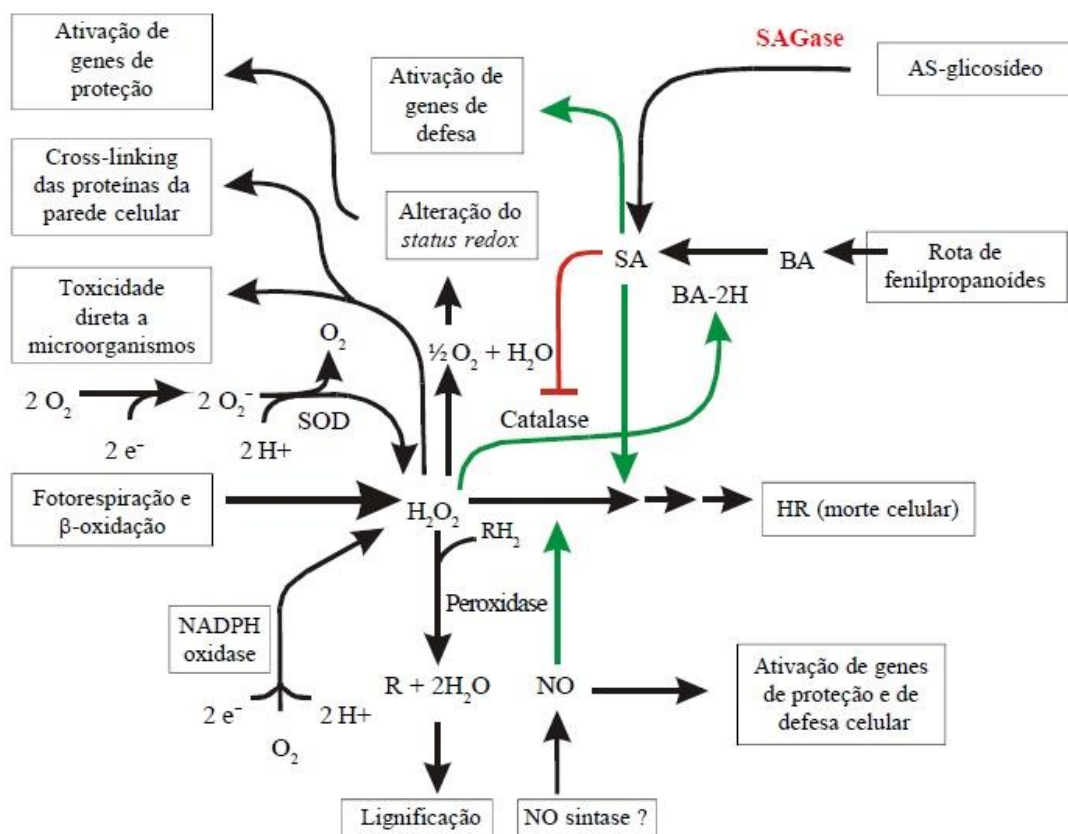 SAGase
Ativação de
genes de
proteção
Ativação de
genes de
defesa
AS-glicosídeo
Cross-linking
das proteínas da
parede celular
Alteração do
status redox
SA
BA
Rota de
fenilpropanoídes
BA-2H
Toxicidade
direta a
microorganismos
O₂
½ O₂ + H₂O
2 O₂
2 O₂⁻
SOD
Catalase
2 e⁻
2 H+
Fotorespiração e
β-oxidação
H₂O₂
HR (morte celular)
RH₂
Peroxidase
NADPH
oxidase
R + 2H₂O
NO
Ativação de genes
de proteção e de
defesa celular
2 e⁻
2 H+
O₂
Lignificação
NO sintase ?